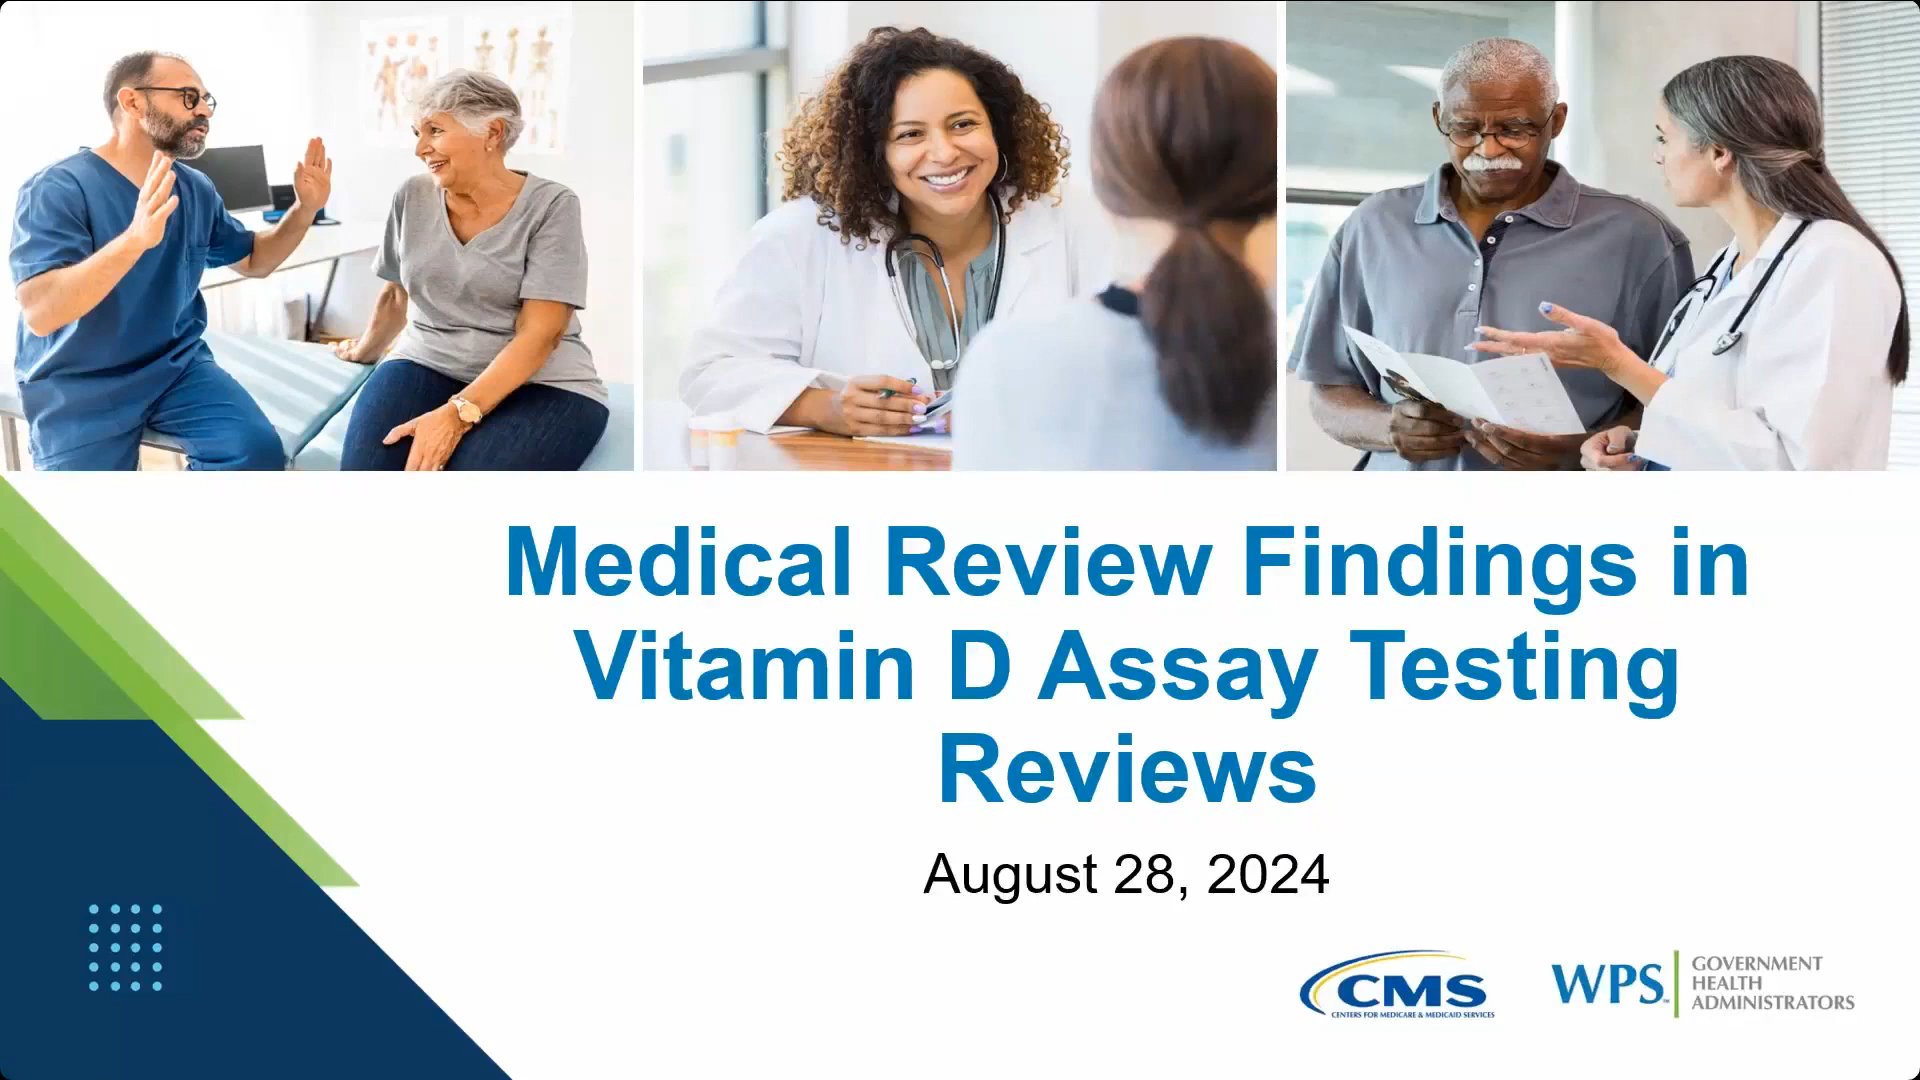 Medical Review Findings in
Vitamin D Assay Testing
Reviews
August 28, 2024
CMS
CENTERS FOR MEDICARE & MEDICAID SERVICES
WPS
GOVERNMENT
HEALTH
ADMINISTRATORS